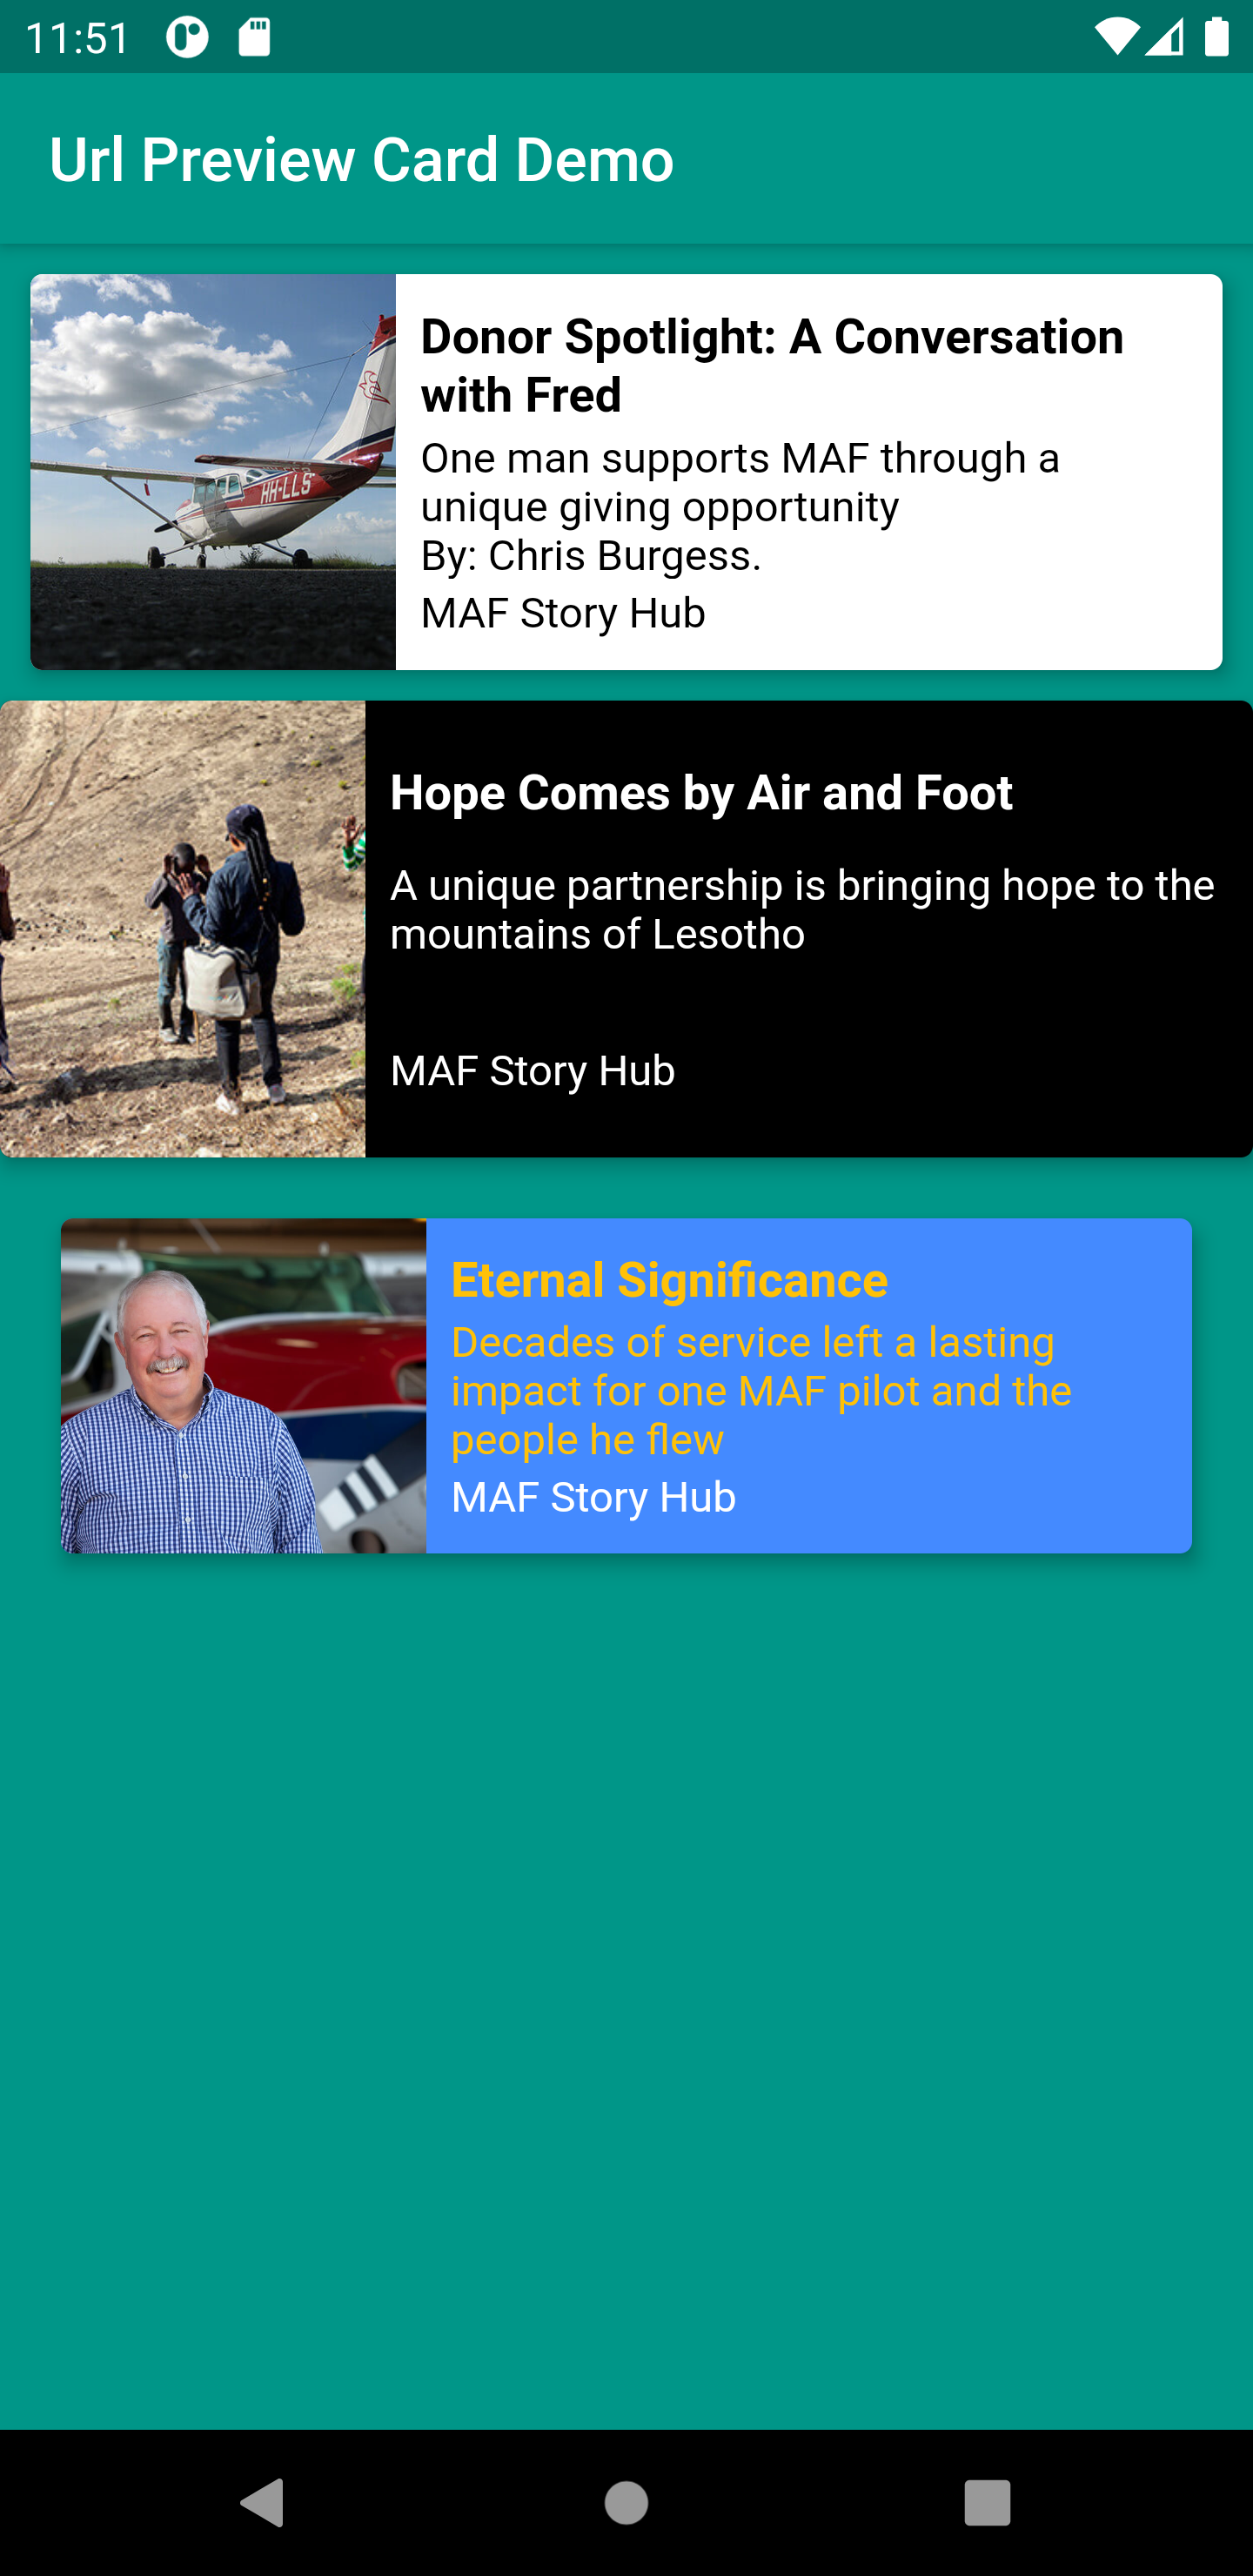 11:51
Url Preview Card Demo
HH-LLS
Donor Spotlight: A Conversation
with Fred
One man supports MAF through a
unique giving opportunity
By: Chris Burgess.
MAF Story Hub
Hope Comes by Air and Foot
A unique partnership is bringing hope to the
mountains of Lesotho
MAF Story Hub
Eternal Significance
Decades of service left a lasting
impact for one MAF pilot and the
people he flew
MAF Story Hub